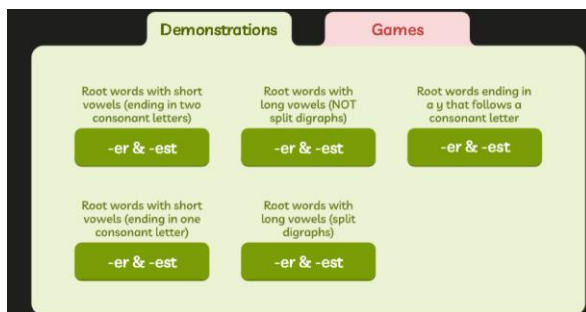 Demonstrations
Games
Root words with short
vowels (ending in two
consonant letters)
-er & -est
Root words with
long vowels (NOT
split digraphs)
-er & -est
Root words ending in
a y that follows a
consonant letter
-er & -est
Root words with short
vowels (ending in one
consonant letter)
-er & -est
Root words with
long vowels (split
digraphs)
-er & -est